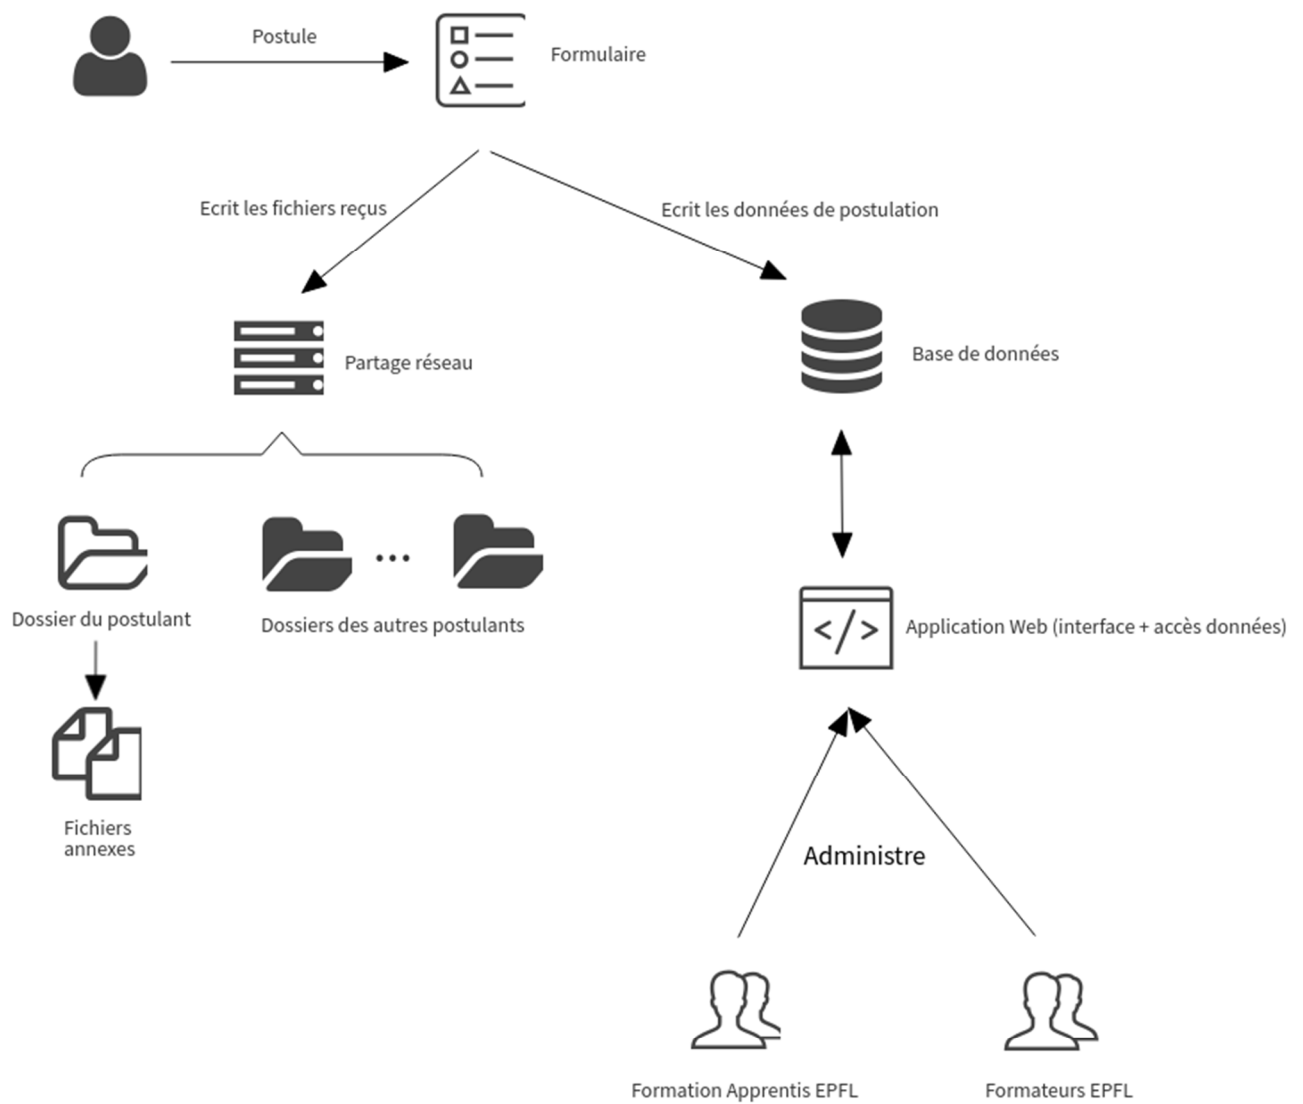 Postule
Formulaire
Ecrit les fichiers reçus
Ecrit les données de postulation
Partage réseau
Base de données
Dossier du postulant
Dossiers des autres postulants
Application Web (interface + accès données)
Fichiers
annexes
Administre
Formation Apprentis EPFL
Formateurs EPFL